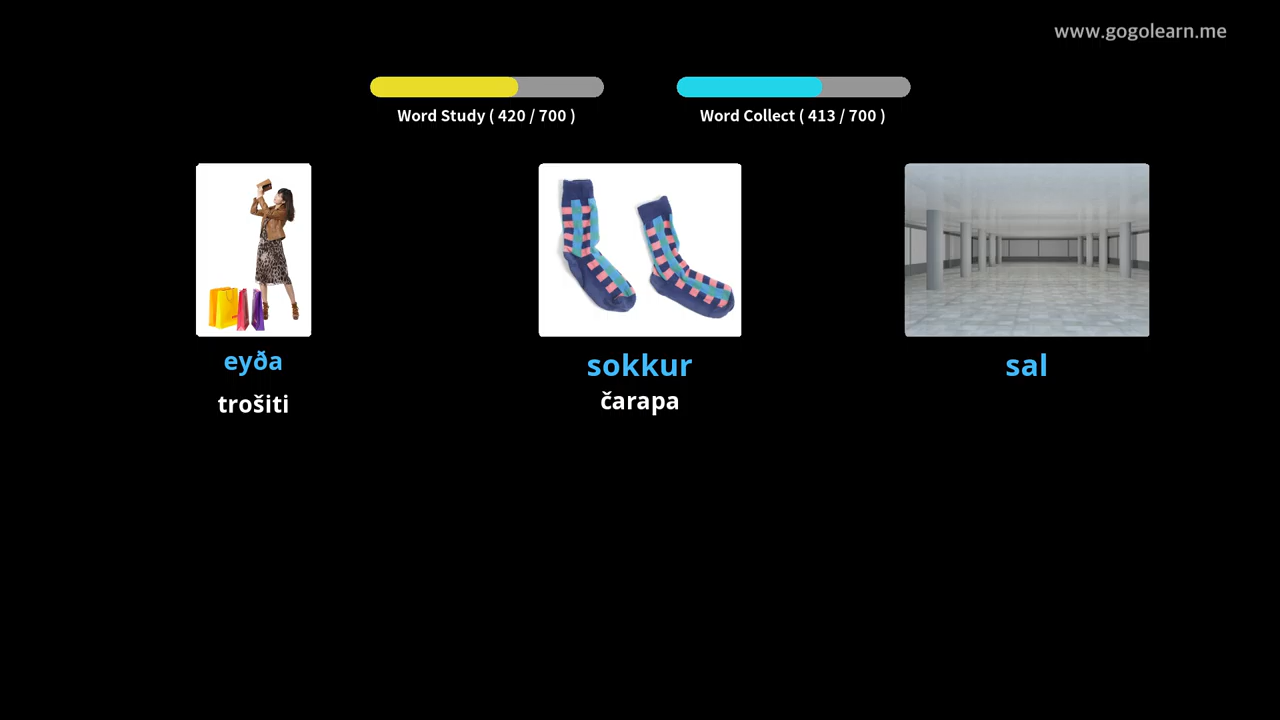 www.gogolearn.me
Word Study ( 420 / 700 )
Word Collect ( 413 / 700 )
eyða
sokkur
sal
trošiti
čarapa